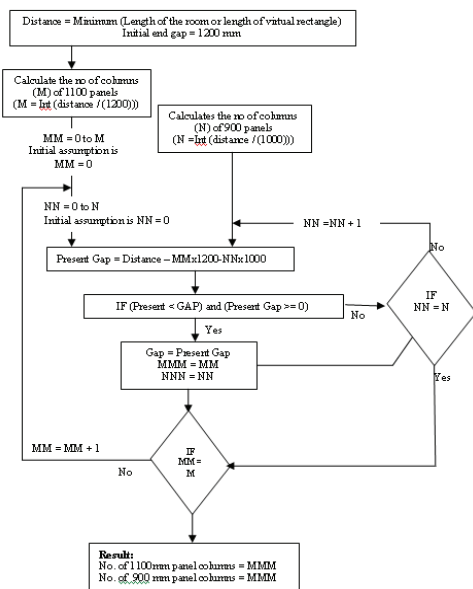 Distance = Minimum (Length of the room or length of virtual rectangle)
Initial end gap = 1200 mm
Calculate the no of columns
(M) of 1100 panels
(M = Int (distance / (1200)))
Calculates the no of columns
(N) of 900 panels
(N =Int (distance / (1000)))
MM = 0 to M
Initial assumption is
MM = 0
NN = 0 to N
Initial assumption is NN = 0
NN =NN + 1
Present Gap = Distance – MMx1200-NNx1000
No
IF
NN = N
IF (Present < GAP) and (Present Gap >= 0)
No
Yes
Gap = Present Gap
MMM = MM
NNN = NN
Yes
MM = MM + 1
No
IF
MM =
M
Result:
No. of 1100mm panel columns = MMM
No. of 900 mm panel columns = MMM